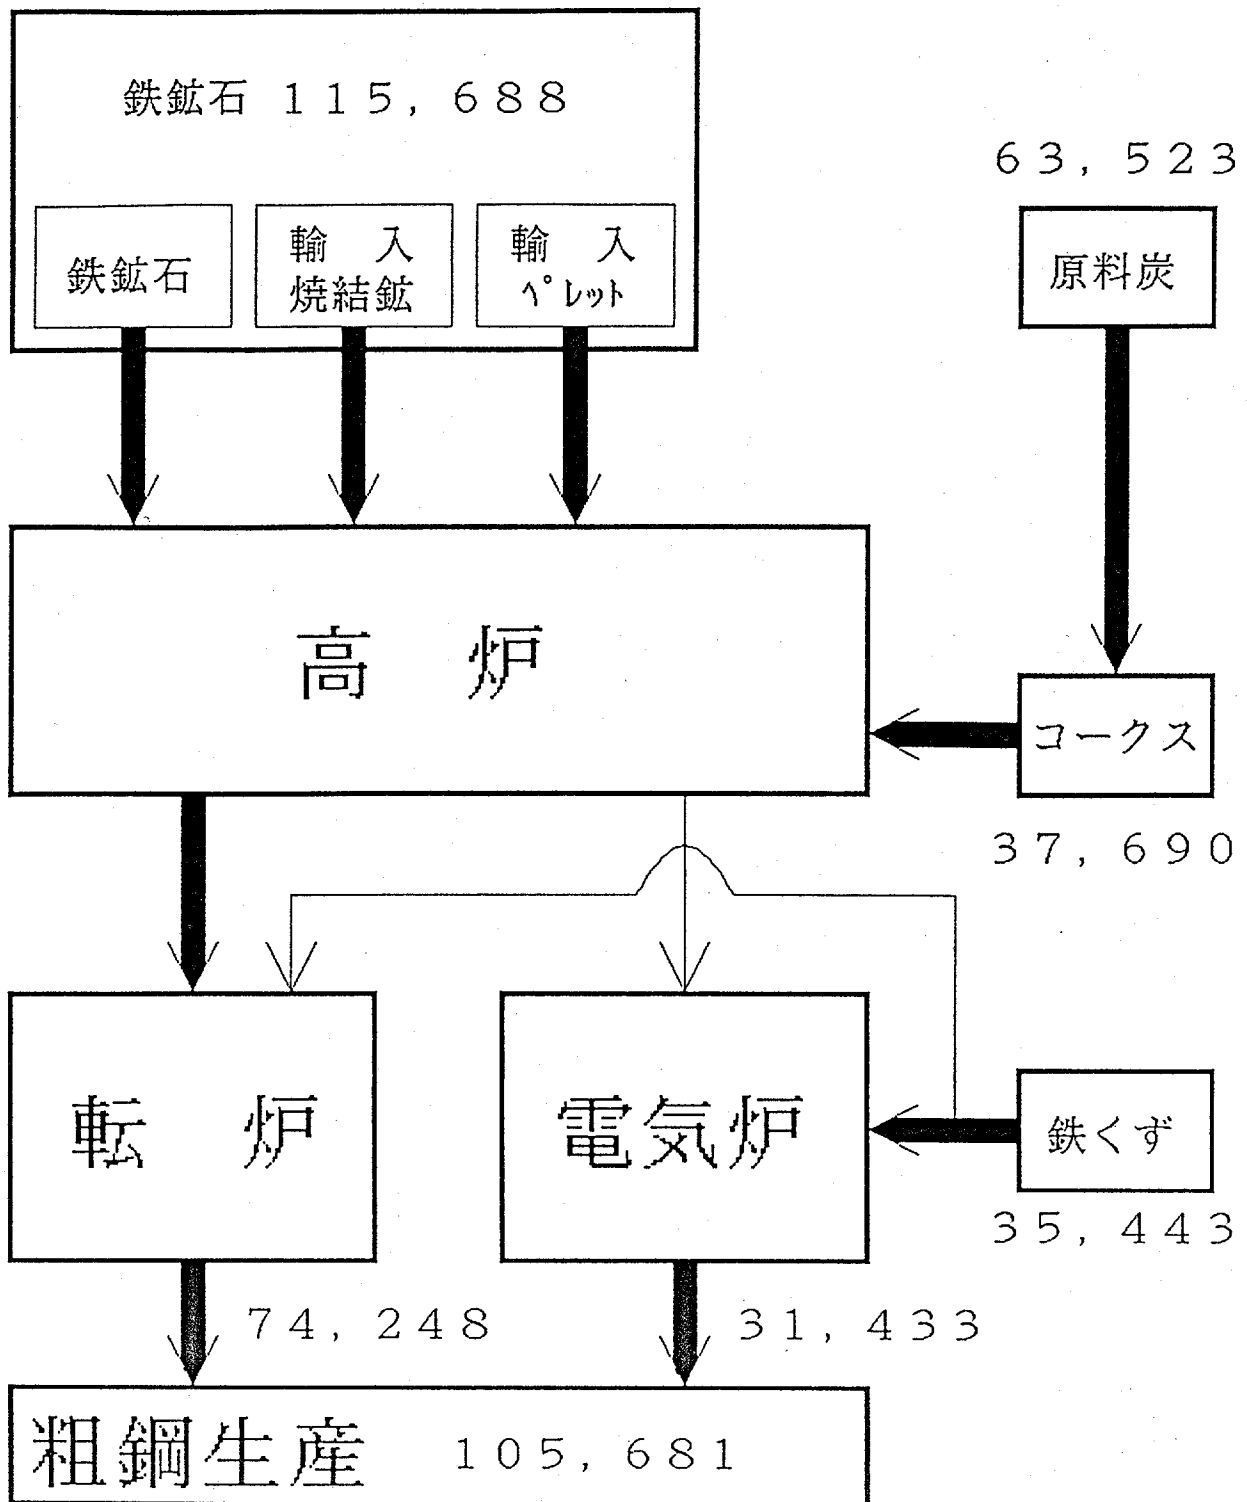 鉄鉱石 115,688
63,523
鉄鉱石
輸入
焼結鉱
輸入
ペレット
原料炭
高炉
コークス
37,690
転炉
電気炉
鉄くず
35,443
74,248
31,433
粗鋼生産 105,681